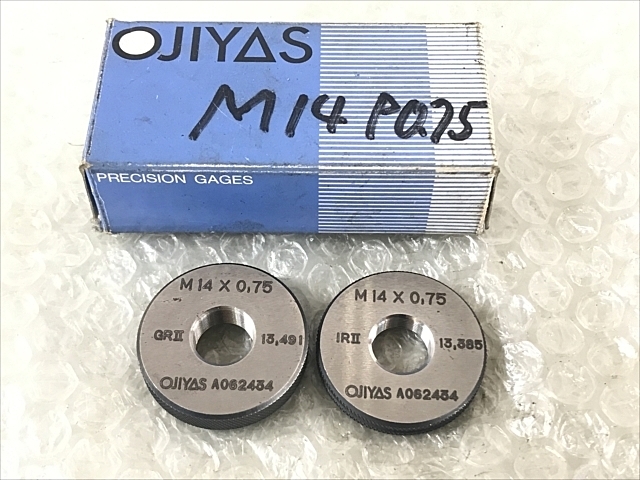 OJIYAS
M14 P0.75
PRECISION GAGES
M 14 X 0,75
GRII 13,491
OJIYAS A062434
M 14 X 0,75
IRII 13,385
OJIYAS A062434